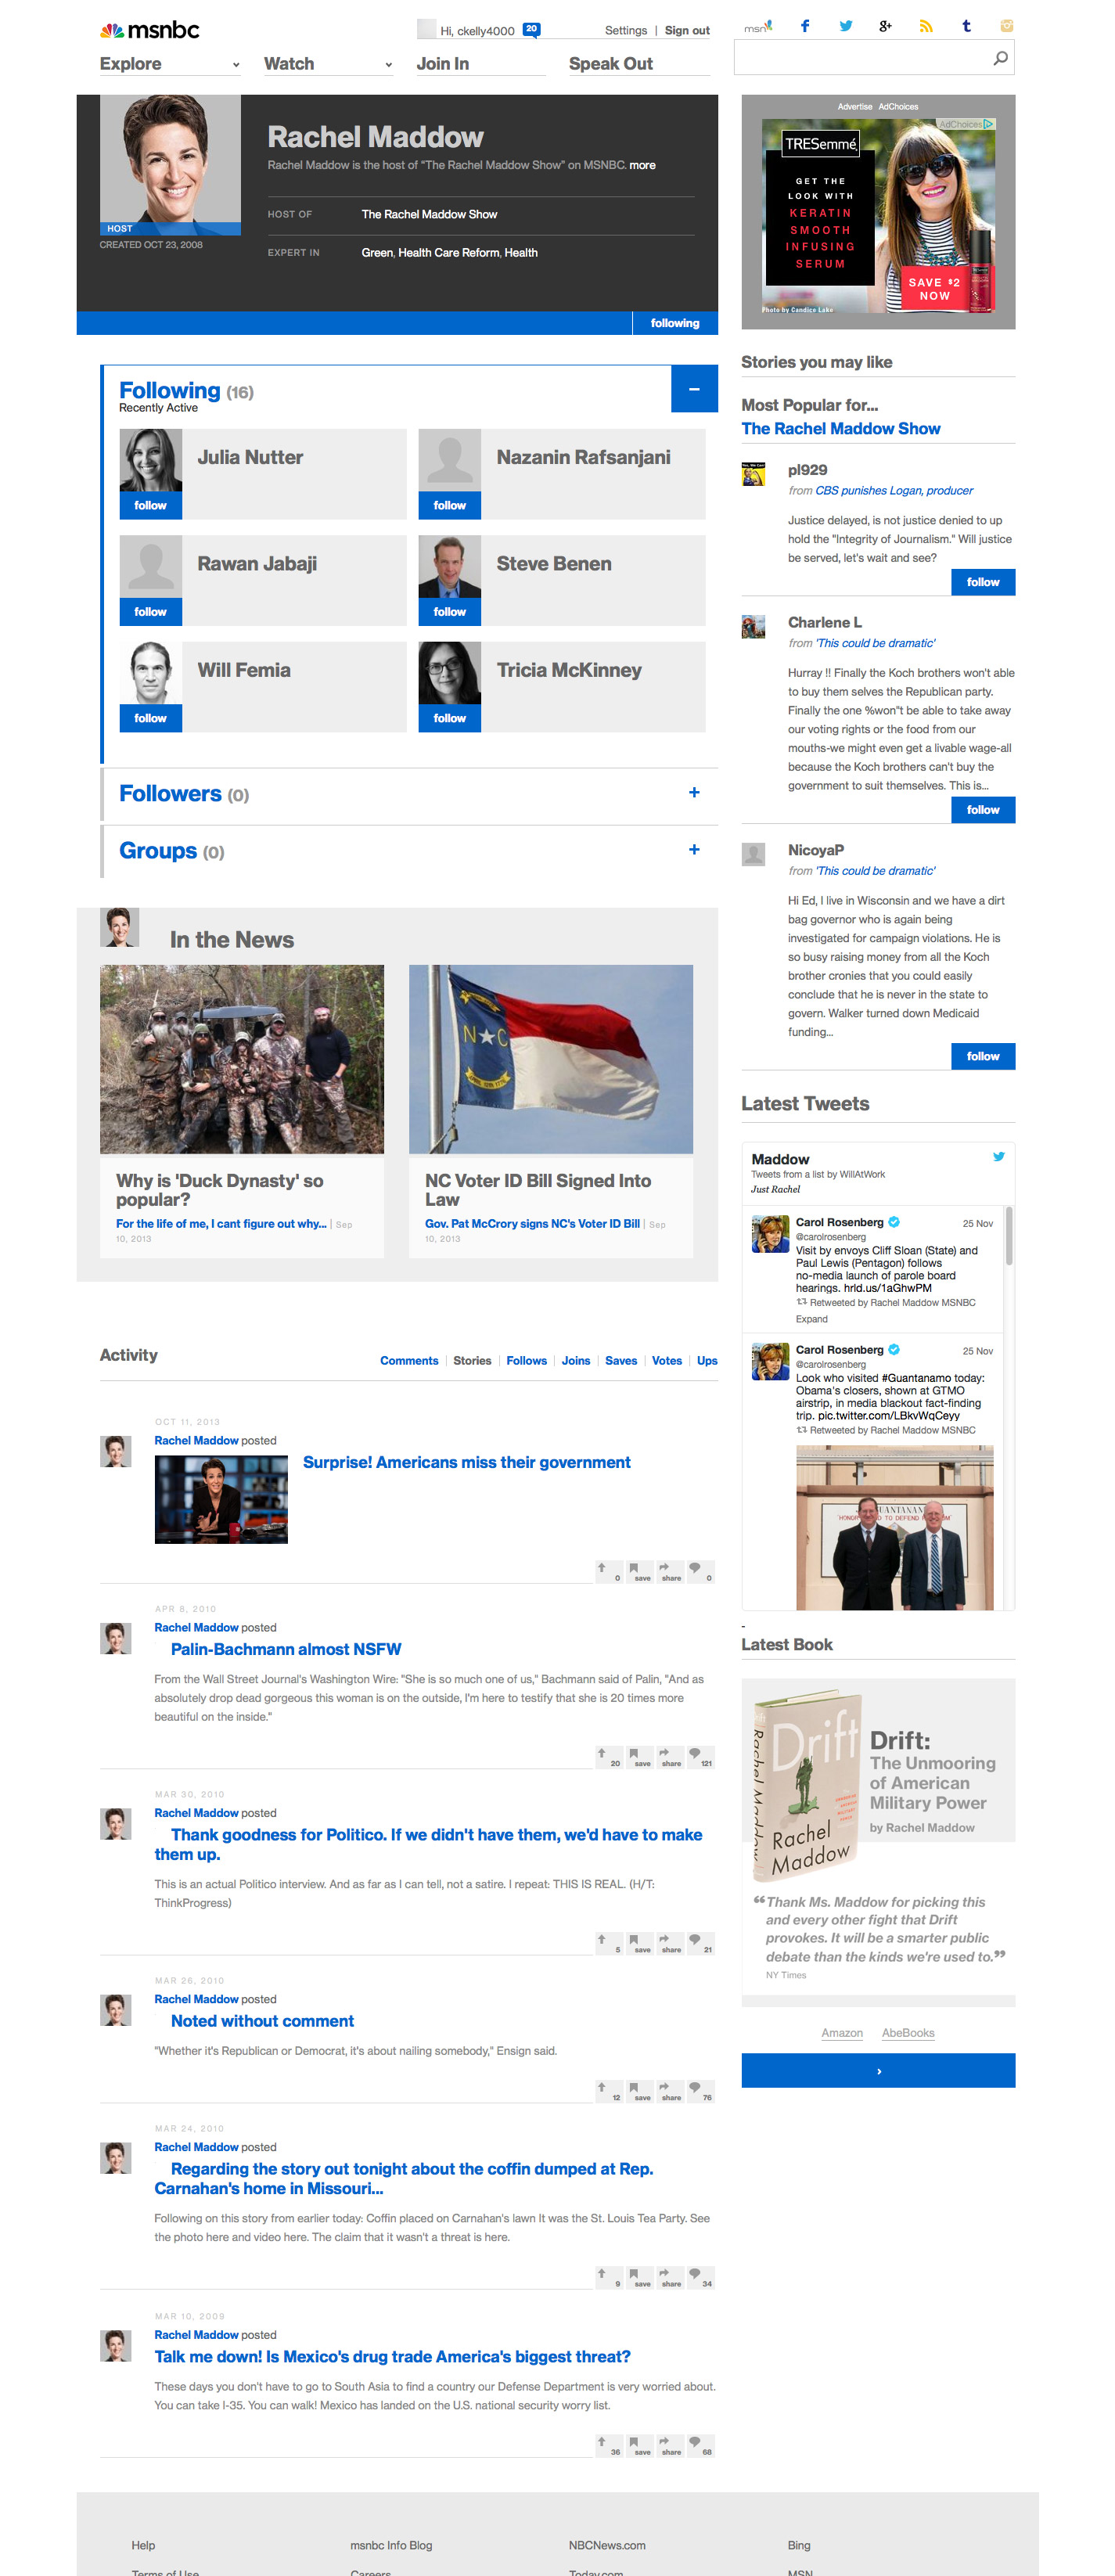 msnbc
Hi, ckelly4000 20
Settings | Sign out
msn
Explore
Watch
Join In
Speak Out
Rachel Maddow
Rachel Maddow is the host of "The Rachel Maddow Show" on MSNBC. more
HOST OF The Rachel Maddow Show
EXPERT IN Green, Health Care Reform, Health
HOST
CREATED OCT 23, 2008
following
Advertise AdChoices
AdChoices
TRESemmé
GET THE
LOOK WITH
KERATIN
SMOOTH
INFUSING
SERUM
SAVE $2
NOW
Photo by Candice Lake
Following (16)
Recently Active
Julia Nutter
follow
Nazanin Rafsanjani
follow
Rawan Jabaji
follow
Steve Benen
follow
Will Femia
follow
Tricia McKinney
follow
Followers (0)
Groups (0)
In the News
Why is 'Duck Dynasty' so
popular?
For the life of me, I cant figure out why... | Sep
10, 2013
N C
NC Voter ID Bill Signed Into
Law
Gov. Pat McCrory signs NC's Voter ID Bill | Sep
10, 2013
Activity
Comments | Stories | Follows | Joins | Saves | Votes | Ups
OCT 11, 2013
Rachel Maddow posted
Surprise! Americans miss their government
0 save share 0
APR 8, 2010
Rachel Maddow posted
Palin-Bachmann almost NSFW
From the Wall Street Journal's Washington Wire: "She is so much one of us," Bachmann said of Palin, "And as
absolutely drop dead gorgeous this woman is on the outside, I'm here to testify that she is 20 times more
beautiful on the inside."
20 save share 121
MAR 30, 2010
Rachel Maddow posted
Thank goodness for Politico. If we didn't have them, we'd have to make
them up.
This is an actual Politico interview. And as far as I can tell, not a satire. I repeat: THIS IS REAL. (H/T:
ThinkProgress)
5 save share 21
MAR 26, 2010
Rachel Maddow posted
Noted without comment
"Whether it's Republican or Democrat, it's about nailing somebody," Ensign said.
12 save share 76
MAR 24, 2010
Rachel Maddow posted
Regarding the story out tonight about the coffin dumped at Rep.
Carnahan's home in Missouri...
Following on this story from earlier today: Coffin placed on Carnahan's lawn It was the St. Louis Tea Party. See
the photo here and video here. The claim that it wasn't a threat is here.
9 save share 34
MAR 10, 2009
Rachel Maddow posted
Talk me down! Is Mexico's drug trade America's biggest threat?
These days you don't have to go to South Asia to find a country our Defense Department is very worried about.
You can take I-35. You can walk! Mexico has landed on the U.S. national security worry list.
36 save share 68
Stories you may like
Most Popular for...
The Rachel Maddow Show
pl929
from CBS punishes Logan, producer
Justice delayed, is not justice denied to up
hold the "Integrity of Journalism." Will justice
be served, let's wait and see?
follow
Charlene L
from 'This could be dramatic'
Hurray !! Finally the Koch brothers won't able
to buy them selves the Republican party.
Finally the one %won"t be able to take away
our voting rights or the food from our
mouths-we might even get a livable wage-all
because the Koch brothers can't buy the
government to suit themselves. This is...
follow
NicoyaP
from 'This could be dramatic'
Hi Ed, I live in Wisconsin and we have a dirt
bag governor who is again being
investigated for campaign violations. He is
so busy raising money from all the Koch
brother cronies that you could easily
conclude that he is never in the state to
govern. Walker turned down Medicaid
funding...
follow
Latest Tweets
Maddow
Tweets from a list by WillAtWork
Just Rachel
Carol Rosenberg 25 Nov
@carolrosenberg
Visit by envoys Cliff Sloan (State) and
Paul Lewis (Pentagon) follows
no-media launch of parole board
hearings. hrld.us/1aGhwPM
Retweeted by Rachel Maddow MSNBC
Expand
Carol Rosenberg 25 Nov
@carolrosenberg
Look who visited #Guantanamo today:
Obama's closers, shown at GTMO
airstrip, in media blackout fact-finding
trip. pic.twitter.com/LBkvWqCeyy
Retweeted by Rachel Maddow MSNBC
Latest Book
Rachel Maddow
Drift
Rachel
Maddow
Drift:
The Unmooring
of American
Military Power
by Rachel Maddow
“Thank Ms. Maddow for picking this
and every other fight that Drift
provokes. It will be a smarter public
debate than the kinds we're used to.”
NY Times
Amazon AbeBooks
Help
msnbc Info Blog
NBCNews.com
Bing
Terms of Use
Careers
Today.com
MSN